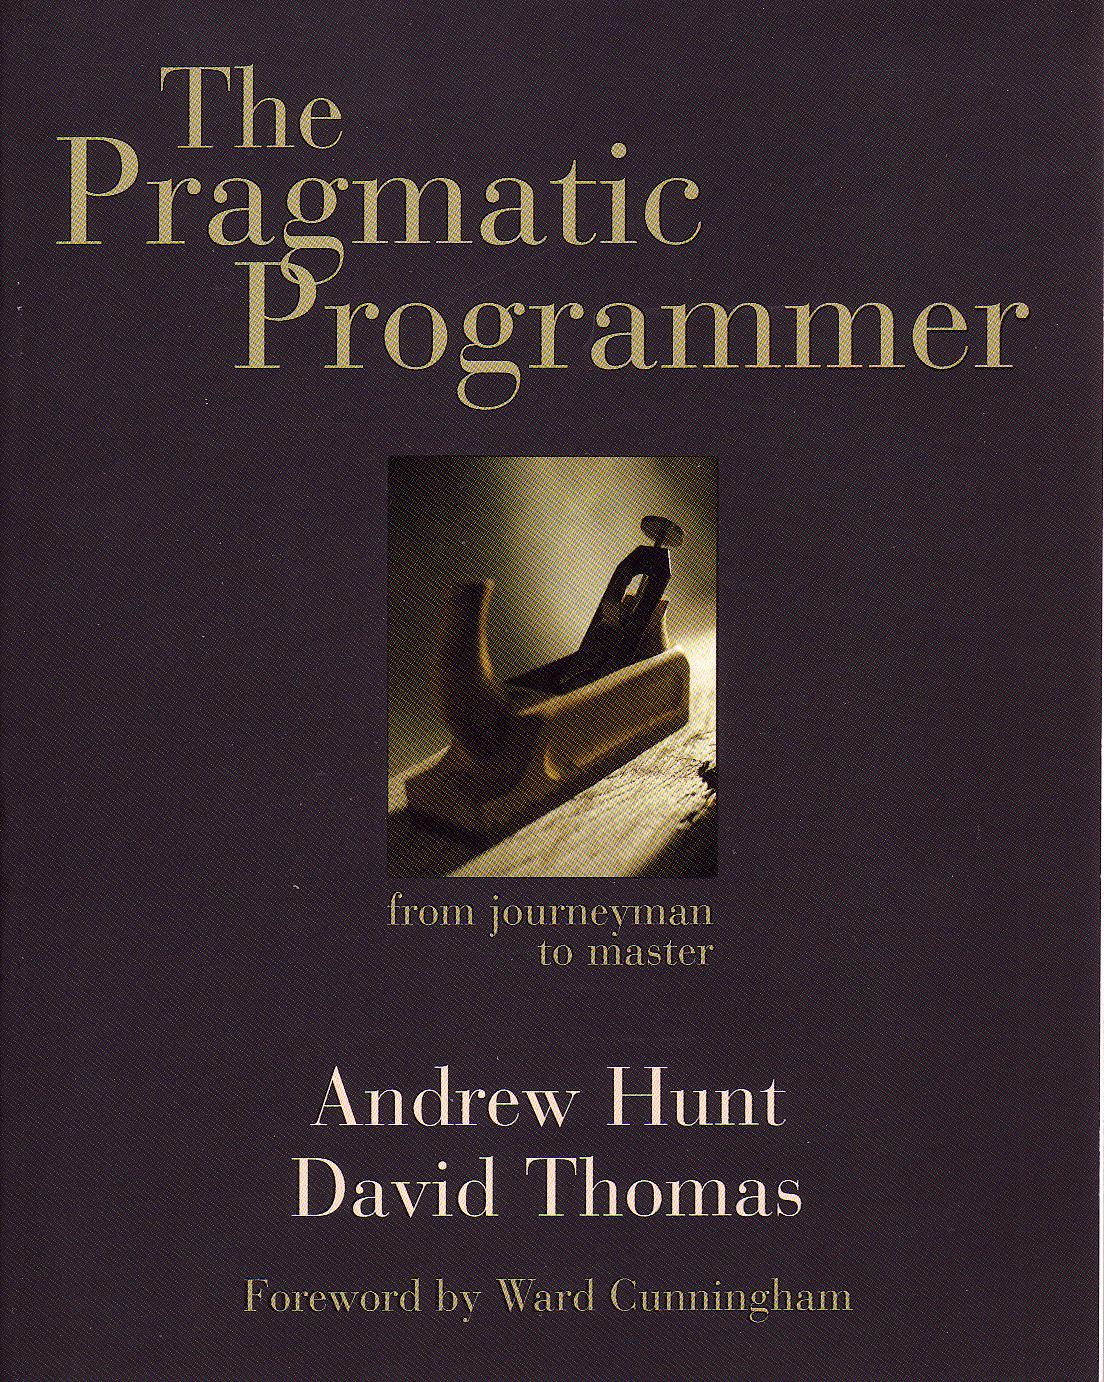 The
Pragmatic
Programmer
from journeyman
to master
Andrew Hunt
David Thomas
Foreword by Ward Cunningham